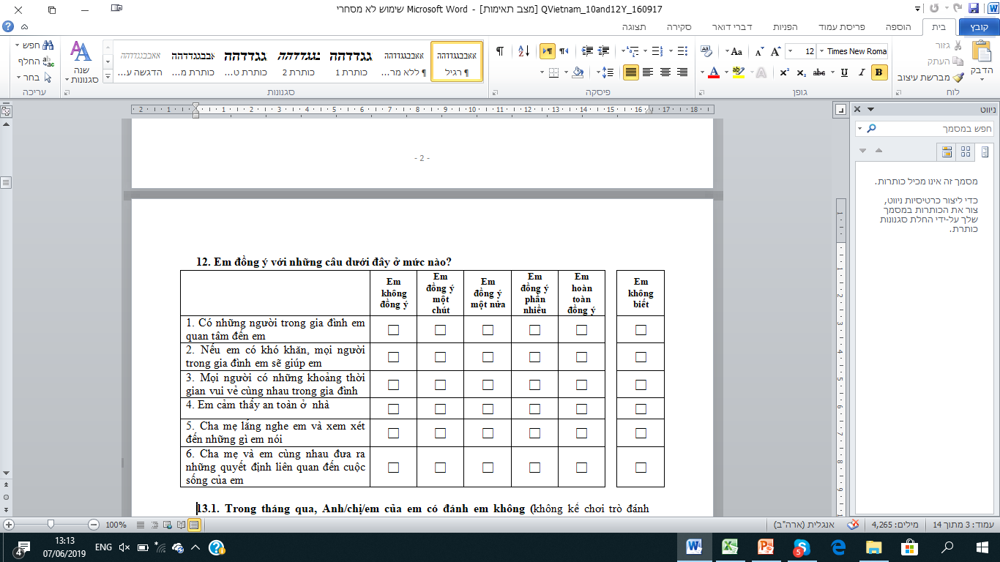 QVietnam_10and12Y_160917 [מצב תאימות] - Microsoft Word שימוש לא מסחרי
קובץ
בית
הוספה
פריסת עמוד
הפניות
דברי דואר
סקירה
תצוגה
הדבק
גזור
העתק
מברשת עיצוב
לוח
Times New Roma
12
גופן
פיסקה
אאבבגגדדהה
רגיל
אאבבגגדדהה
ללא מר...
גגדדהה
כותרת 1
כותרת 2
גגדדהה
כותרת ט...
כותרת מ...
הדגשה ע...
סגנונות
שנה
סגנונות
חפש
החלף
בחר
עריכה
ניווט
חפש במסמך
מסמך זה אינו מכיל כותרות.
כדי ליצור כרטיסיות ניווט,
צור את הכותרות במסמך
שלך על-ידי החלת סגנונות
כותרת.
- 2 -
12. Em đồng ý với những câu dưới đây ở mức nào?
Em
không
đồng ý
Em
đồng ý
một
chút
Em
đồng ý
một nửa
Em
đồng ý
phần
nhiều
Em
hoàn
toàn
đồng ý
Em
không
biết
1. Có những người trong gia đình em
quan tâm đến em
2. Nếu em có khó khăn, mọi người
trong gia đình em sẽ giúp em
3. Mọi người có những khoảng thời
gian vui vẻ cùng nhau trong gia đình
4. Em cảm thấy an toàn ở nhà
5. Cha mẹ lắng nghe em và xem xét
đến những gì em nói
6. Cha mẹ và em cùng nhau đưa ra
những quyết định liên quan đến cuộc
sống của em
13.1. Trong tháng qua, Anh/chị/em của em có đánh em không (không kể chơi trò đánh
עמוד: 3 מתוך 14
מילים: 4,265
אנגלית (ארה"ב)
100%
13:13
07/06/2019
ENG
4
5